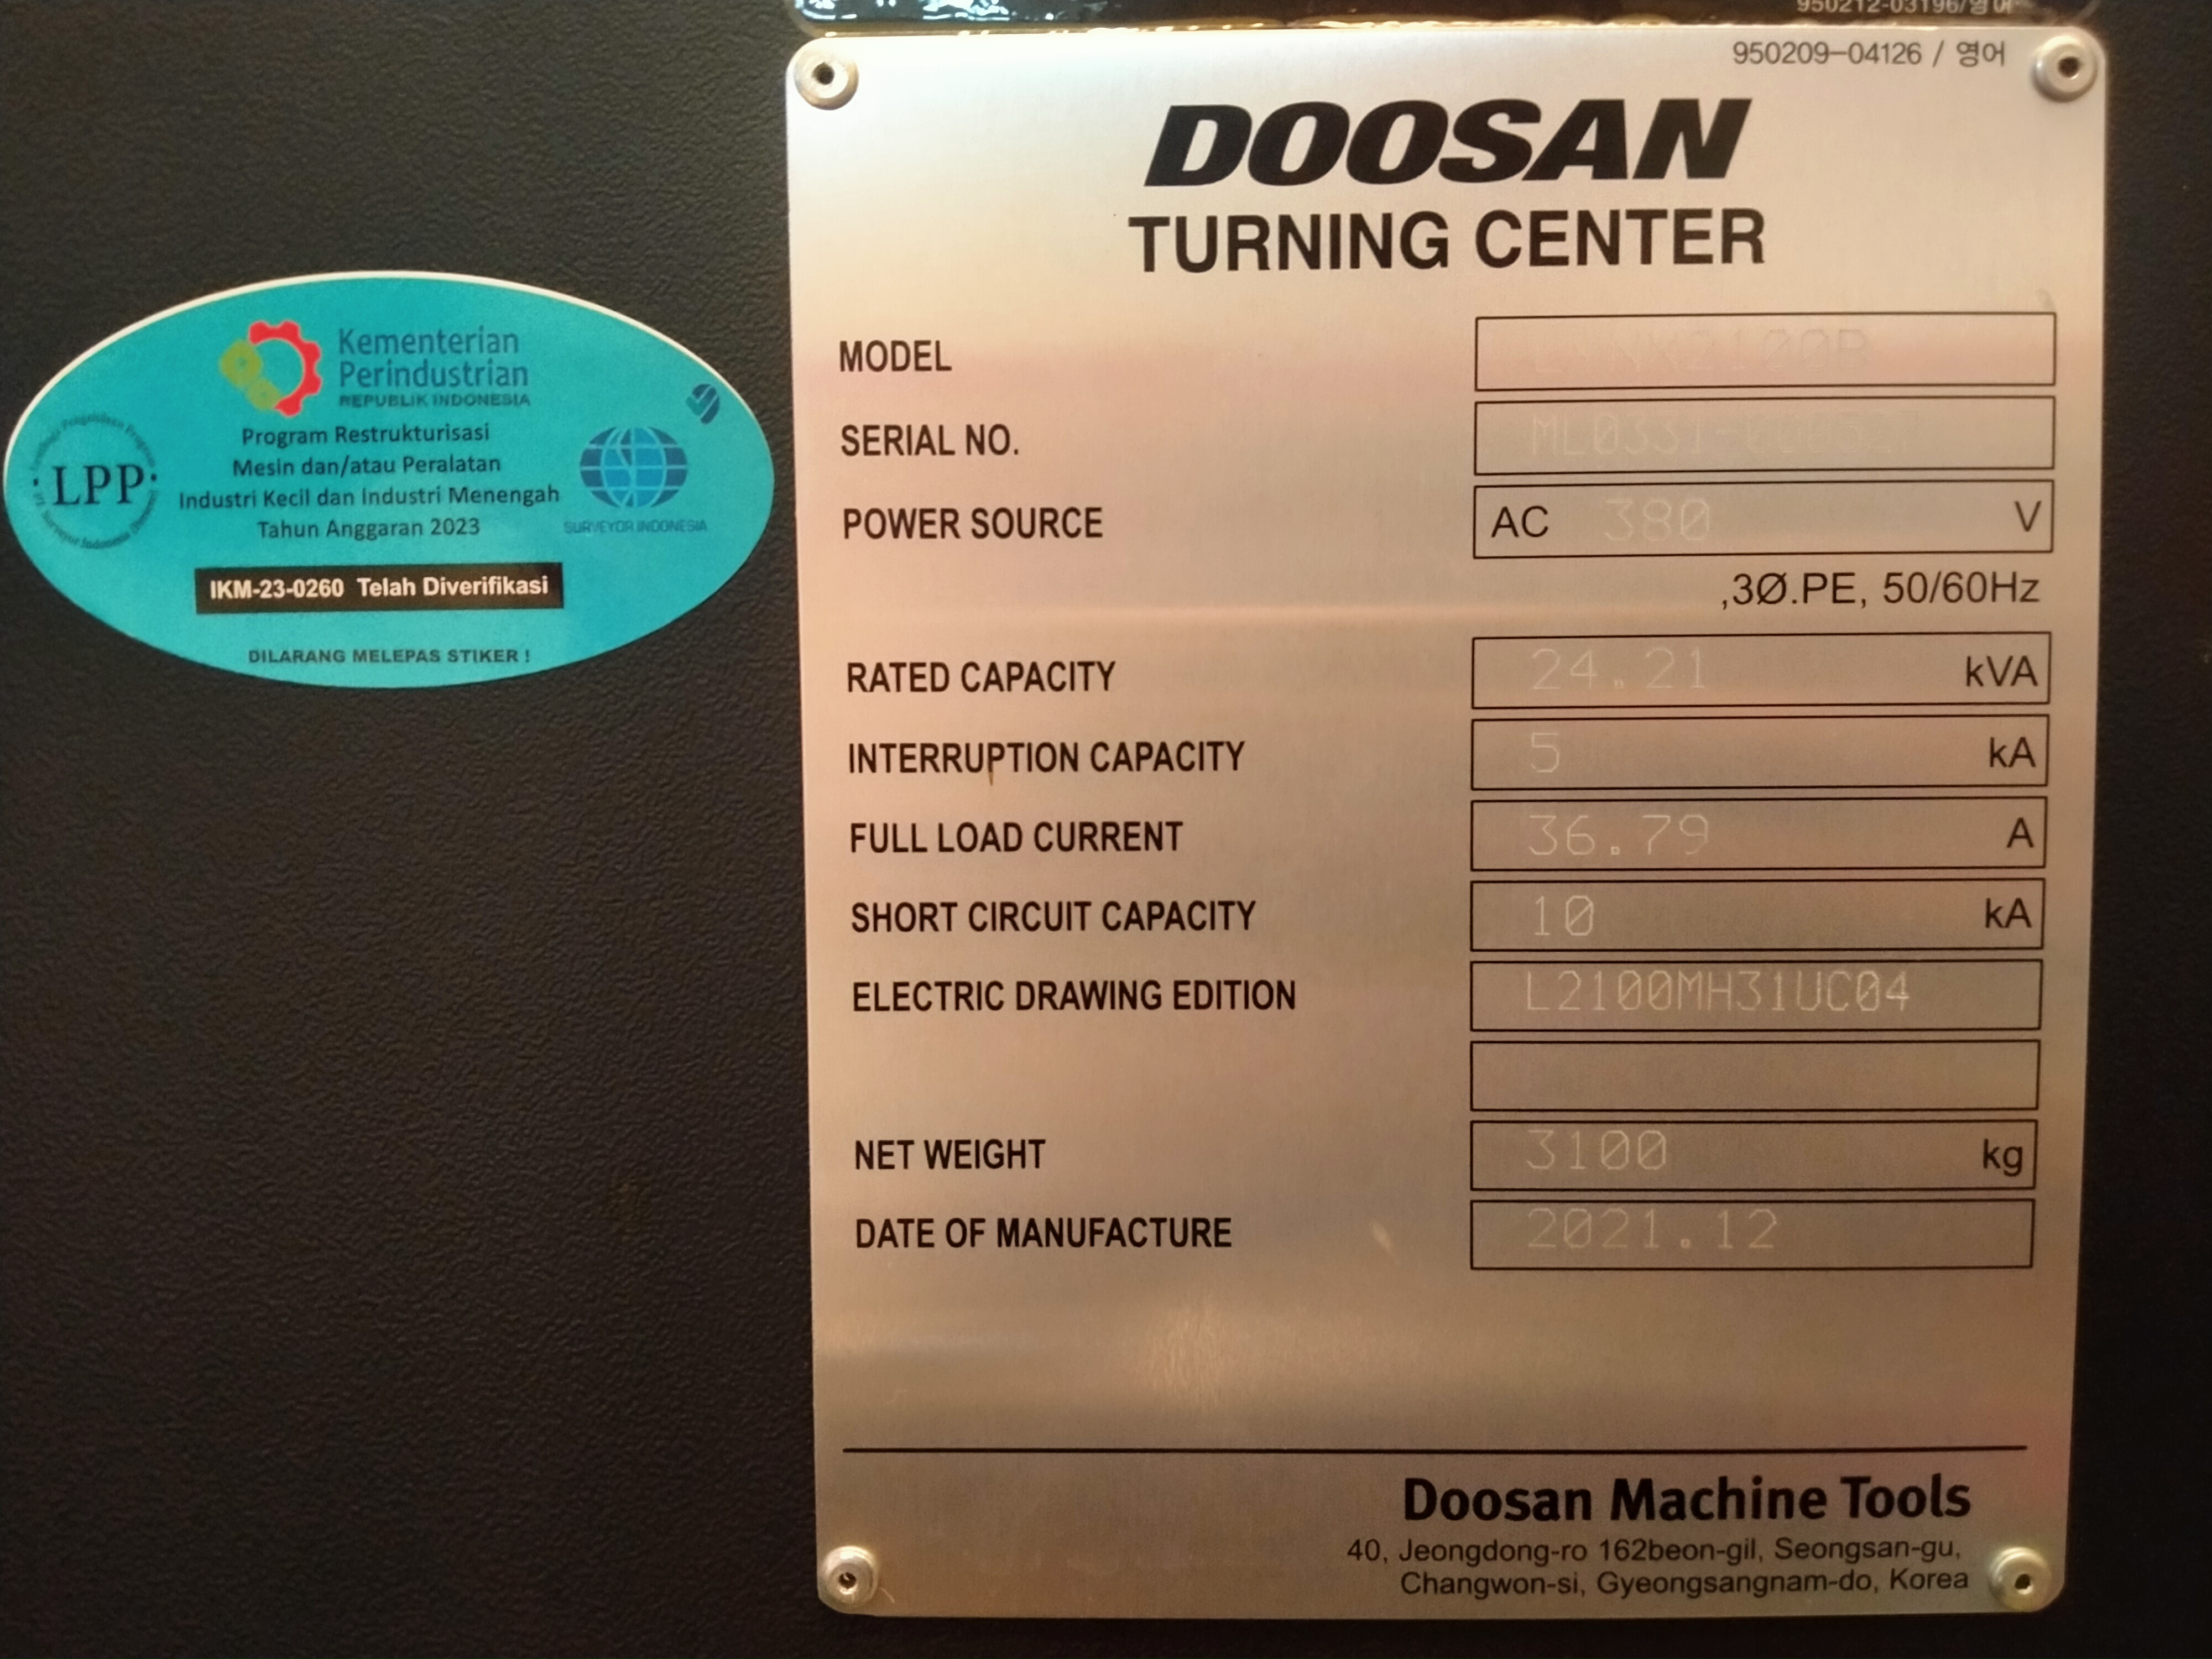 950212-03196/영어
950209-04126 / 영어
DOOSAN
TURNING CENTER
MODEL
SERIAL NO.
POWER SOURCE AC 380 V
,3Ø.PE, 50/60Hz
RATED CAPACITY 24.21 kVA
INTERRUPTION CAPACITY 5 kA
FULL LOAD CURRENT 36.79 A
SHORT CIRCUIT CAPACITY 10 kA
ELECTRIC DRAWING EDITION L2100MH31UC04
NET WEIGHT 3100 kg
DATE OF MANUFACTURE 2021.12
Doosan Machine Tools
40, Jeongdong-ro 162beon-gil, Seongsan-gu,
Changwon-si, Gyeongsangnam-do, Korea
Kementerian
Perindustrian
REPUBLIK INDONESIA
Program Restrukturisasi
Mesin dan/atau Peralatan
Industri Kecil dan Industri Menengah
Tahun Anggaran 2023
LPP
SURVEYOR INDONESIA
IKM-23-0260 Telah Diverifikasi
DILARANG MELEPAS STIKER !